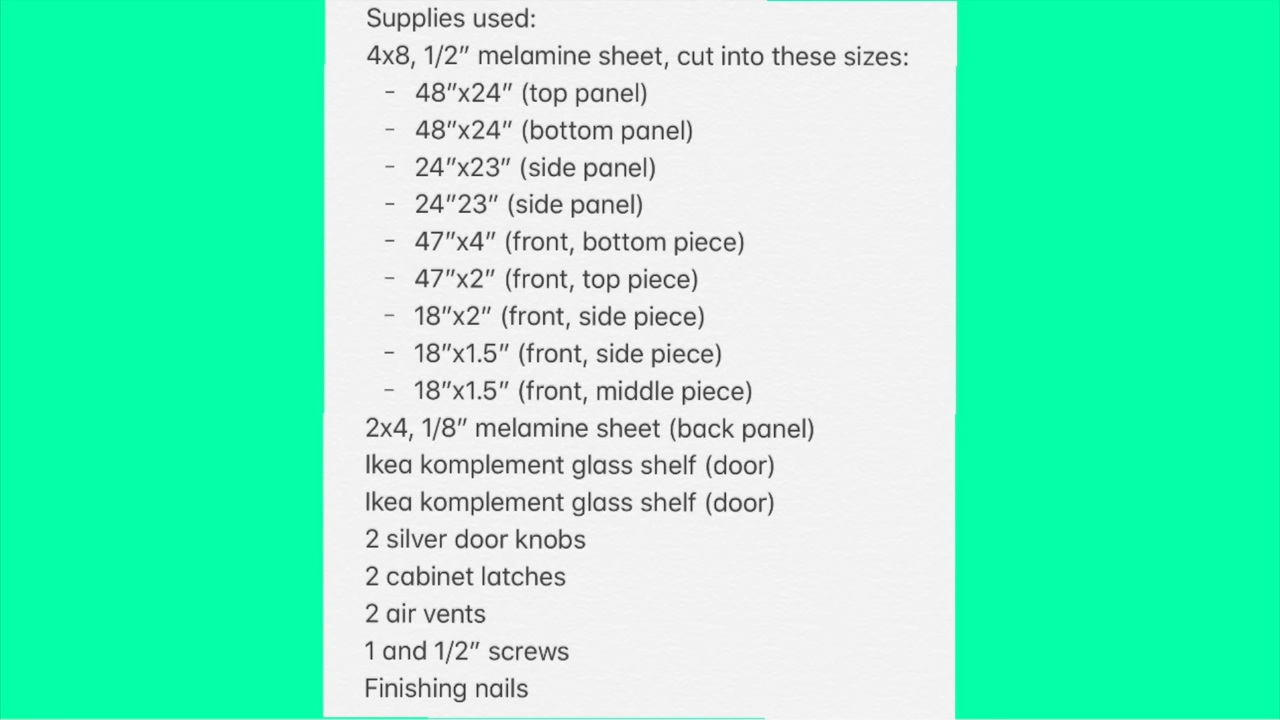 Supplies used:
4x8, 1/2” melamine sheet, cut into these sizes:
- 48”x24” (top panel)
- 48”x24” (bottom panel)
- 24”x23” (side panel)
- 24”23” (side panel)
- 47”x4” (front, bottom piece)
- 47”x2” (front, top piece)
- 18”x2” (front, side piece)
- 18”x1.5” (front, side piece)
- 18”x1.5” (front, middle piece)
2x4, 1/8” melamine sheet (back panel)
Ikea komplement glass shelf (door)
Ikea komplement glass shelf (door)
2 silver door knobs
2 cabinet latches
2 air vents
1 and 1/2” screws
Finishing nails